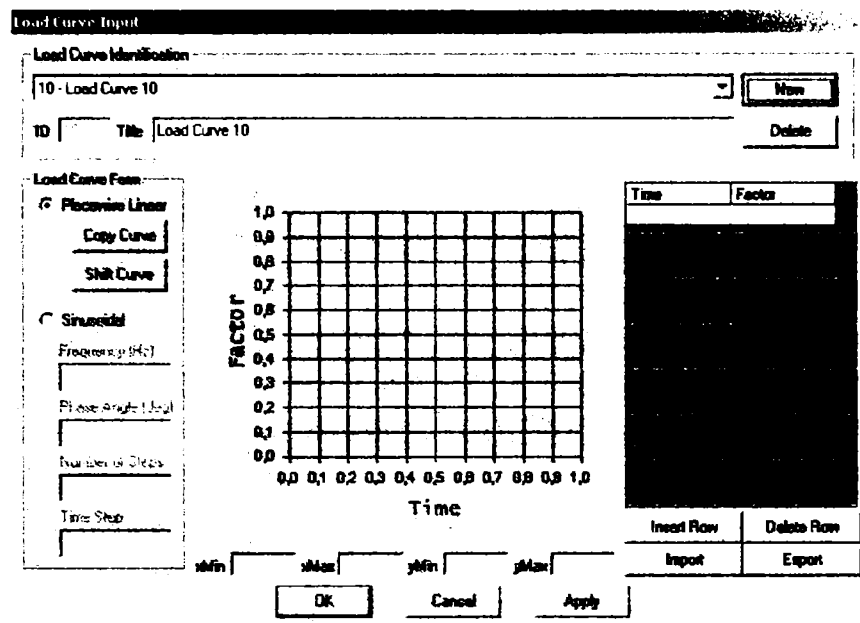 Load Curve Input
Load Curve Identification
10 - Load Curve 10
New
ID
Title
Load Curve 10
Delete
Load Curve Form
Piecewise Linear
Copy Curve
Shift Curve
Sinusoidal
Frequency (Hz)
Phase Angle (deg)
Number of Steps
Time Step
Factor
1,0
0,9
0,8
0,7
0,6
0,5
0,4
0,3
0,2
0,1
0,0
0,0 0,1 0,2 0,3 0,4 0,5 0,6 0,7 0,8 0,9 1,0
Time
xMin
xMax
yMin
yMax
Time
Factor
Insert Row
Delete Row
Import
Export
OK
Cancel
Apply